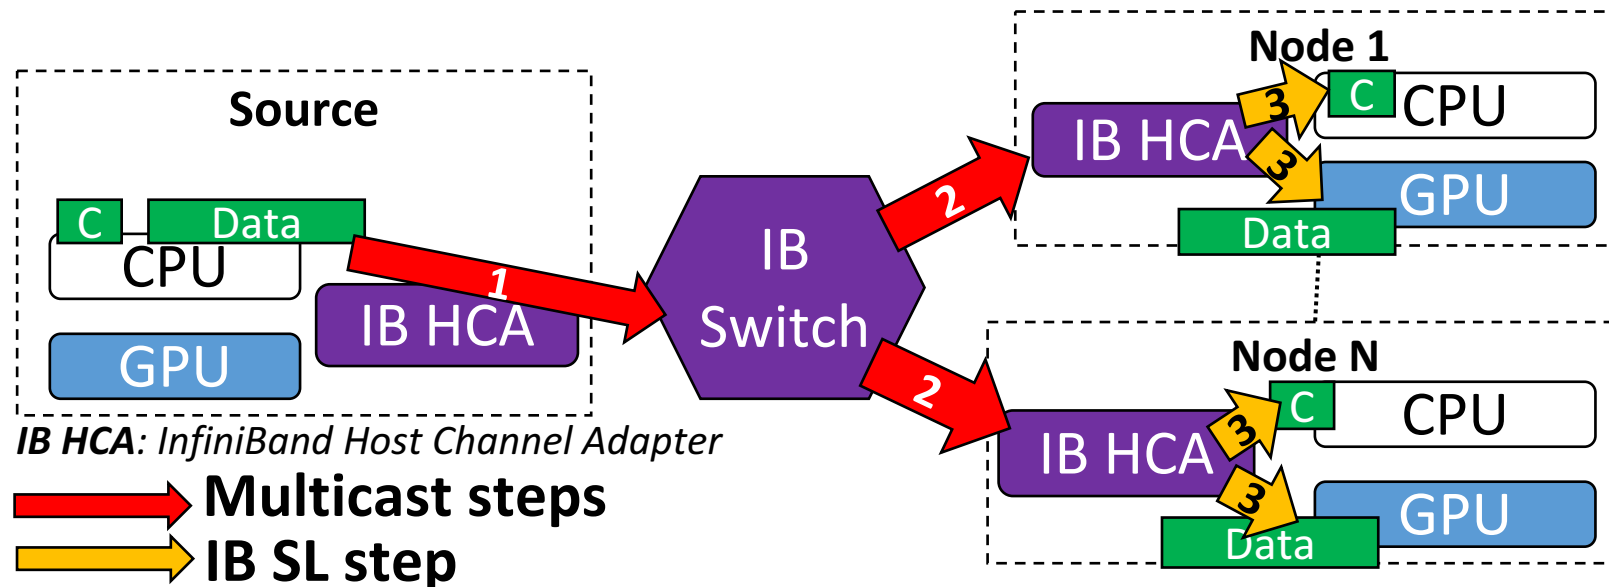 Source
C
Data
CPU
GPU
IB HCA
1
IB HCA: InfiniBand Host Channel Adapter
Multicast steps
IB SL step
IB
Switch
2
2
Node 1
IB HCA
3
3
C
CPU
GPU
Data
Node N
IB HCA
3
3
C
CPU
GPU
Data